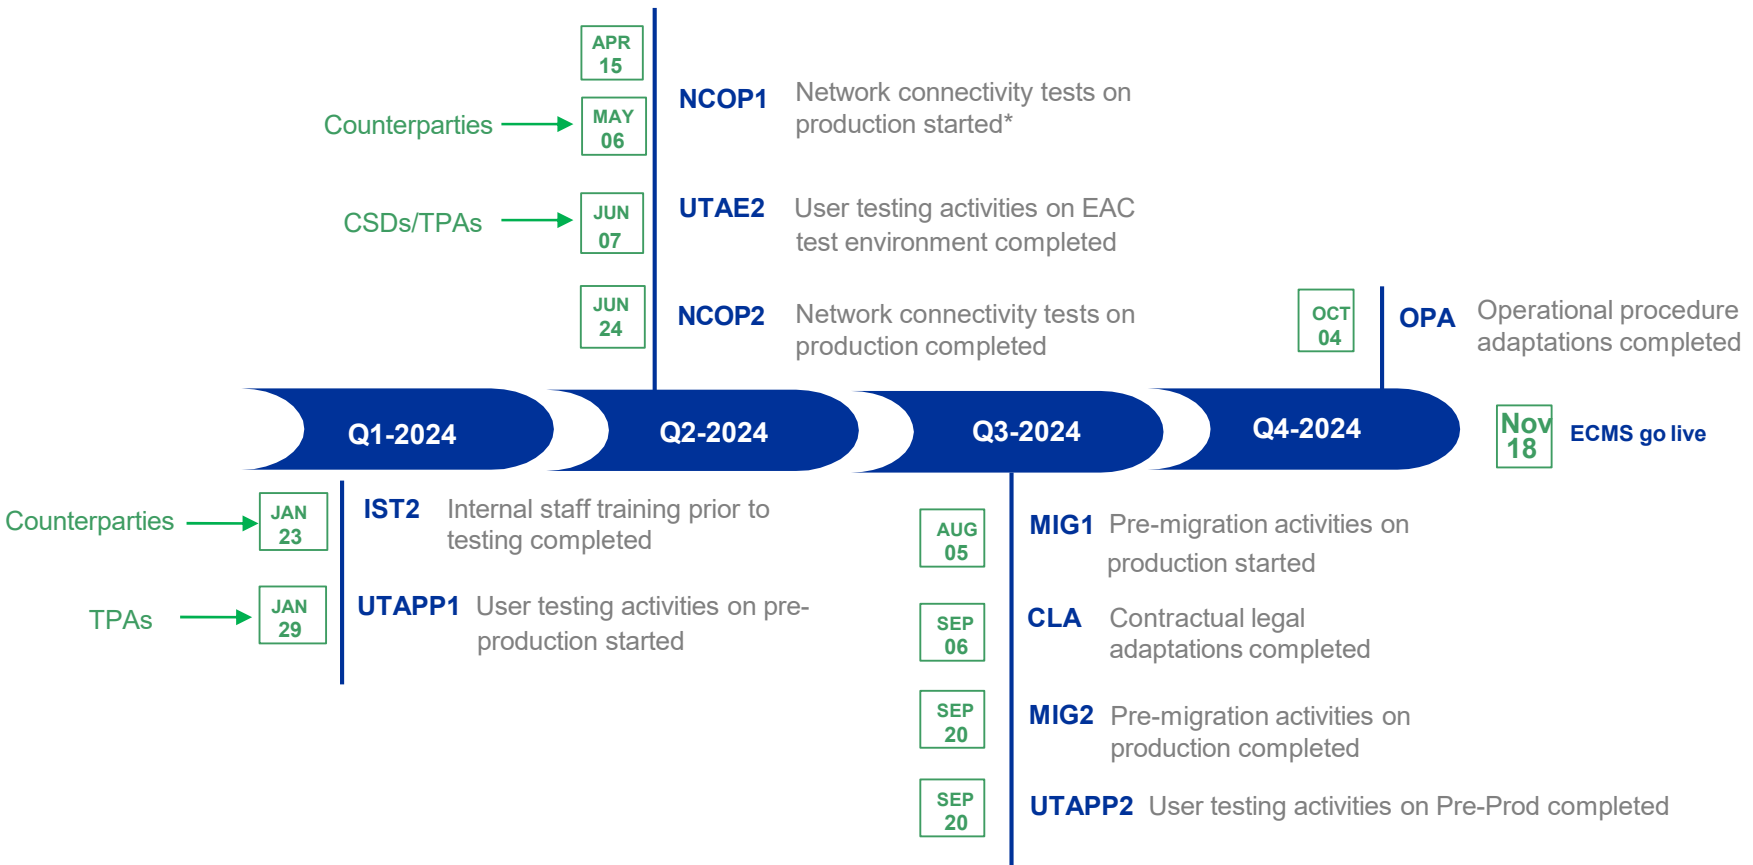 APR
15
NCOP1
Network connectivity tests on
production started*
Counterparties
MAY
06
CSDs/TPAs
JUN
07
UTAE2
User testing activities on EAC
test environment completed
JUN
24
NCOP2
Network connectivity tests on
production completed
OCT
04
OPA
Operational procedure
adaptations completed
Q1-2024
Q2-2024
Q3-2024
Q4-2024
Nov
18
ECMS go live
Counterparties
JAN
23
IST2
Internal staff training prior to
testing completed
TPAs
JAN
29
UTAPP1
User testing activities on pre-
production started
AUG
05
MIG1
Pre-migration activities on
production started
SEP
06
CLA
Contractual legal
adaptations completed
SEP
20
MIG2
Pre-migration activities on
production completed
SEP
20
UTAPP2
User testing activities on Pre-Prod completed